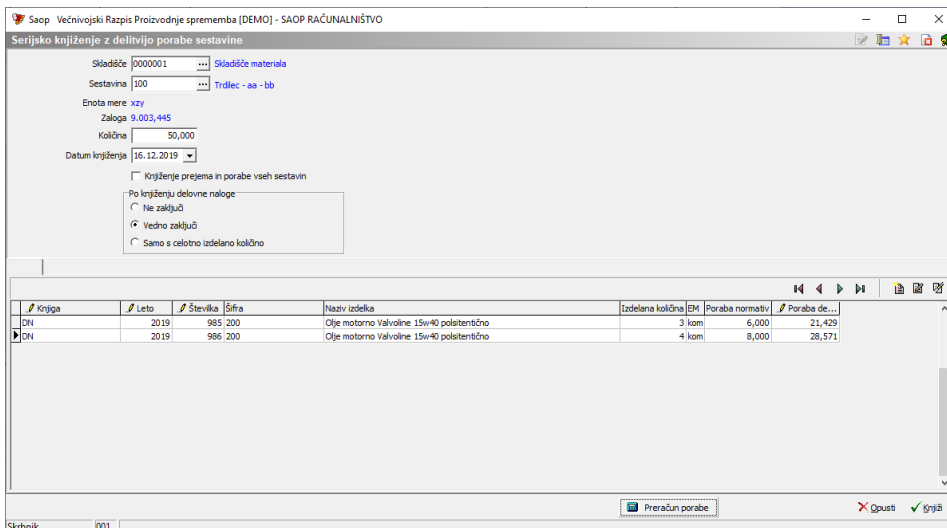 Saop Večnivojski Razpis Proizvodnje sprememba [DEMO] - SAOP RAČUNALNIŠTVO
Serijsko knjiženje z delitvijo porabe sestavine
Skladišče 0000001 ... Skladišče materiala
Sestavina 100 ... Trdilec - aa - bb
Enota mere xzy
Zaloga 9.003,445
Količina 50,000
Datum knjiženja 16.12.2019
Knjiženje prejema in porabe vseh sestavin
Po knjiženju delovne naloge
Ne zaključi
Vedno zaključi
Samo s celotno izdelano količino
Knjiga Leto Številka Šifra Naziv izdelka Izdelana količina EM Poraba normativ Poraba de...
DN 2019 985 200 Olje motorno Valvoline 15w40 polsitentično 3 kom 6,000 21,429
DN 2019 986 200 Olje motorno Valvoline 15w40 polsitentično 4 kom 8,000 28,571
Preračun porabe Opusti Knjiži
Skrbnik 001